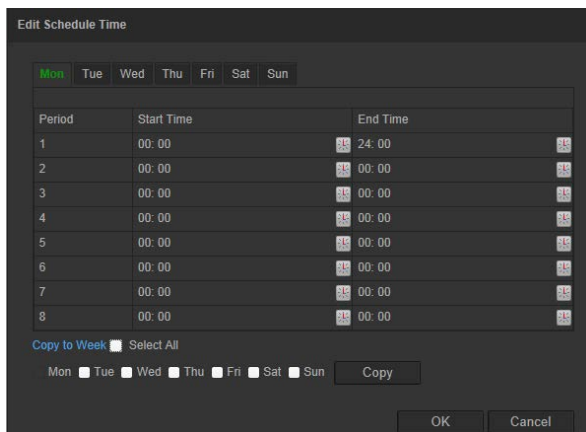 Edit Schedule Time
Mon Tue Wed Thu Fri Sat Sun
Period Start Time End Time
1 00: 00 24: 00
2 00: 00 00: 00
3 00: 00 00: 00
4 00: 00 00: 00
5 00: 00 00: 00
6 00: 00 00: 00
7 00: 00 00: 00
8 00: 00 00: 00
Copy to Week Select All
Mon Tue Wed Thu Fri Sat Sun Copy
OK Cancel